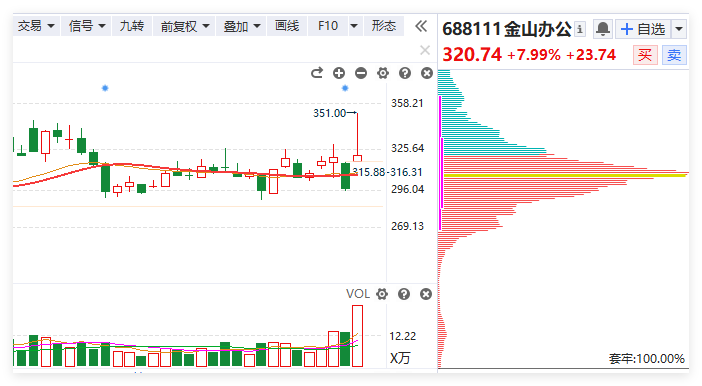 交易 信号 九转 前复权 叠加 画线 F10 形态
688111 金山办公 自选
320.74 +7.99% +23.74 买 卖
358.21
351.00
325.64
315.88 316.31
296.04
269.13
VOL
12.22
X万
套牢:100.00%